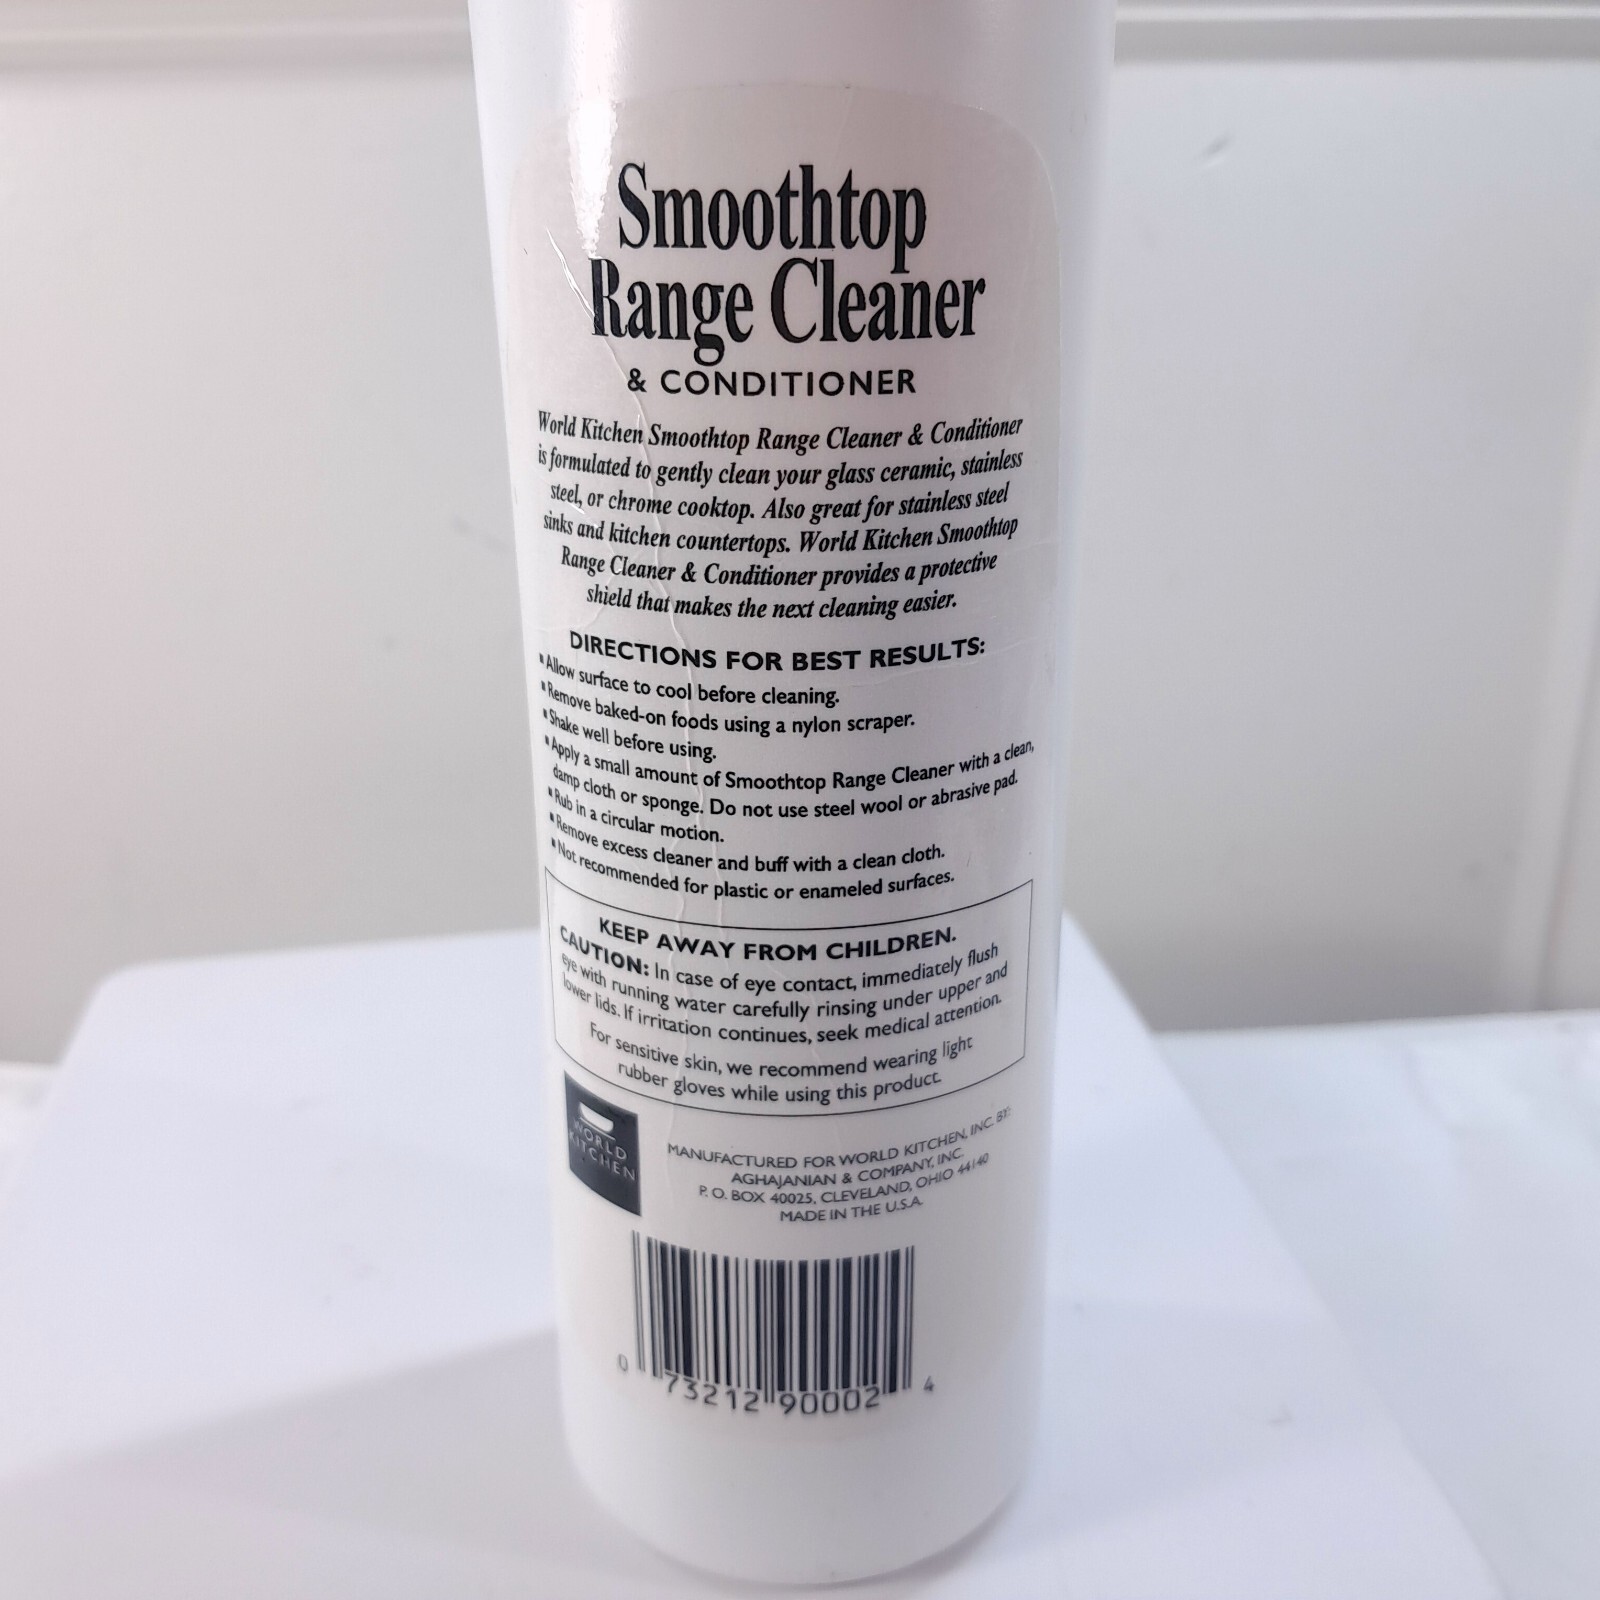 Smoothtop
Range Cleaner
& CONDITIONER
World Kitchen Smoothtop Range Cleaner & Conditioner
is formulated to gently clean your glass ceramic, stainless
steel, or chrome cooktop. Also great for stainless steel
sinks and kitchen countertops. World Kitchen Smoothtop
Range Cleaner & Conditioner provides a protective
shield that makes the next cleaning easier.
DIRECTIONS FOR BEST RESULTS:
▪ Allow surface to cool before cleaning.
▪ Remove baked-on foods using a nylon scraper.
▪ Shake well before using.
▪ Apply a small amount of Smoothtop Range Cleaner with a clean,
damp cloth or sponge. Do not use steel wool or abrasive pad.
▪ Rub in a circular motion.
▪ Remove excess cleaner and buff with a clean cloth.
▪ Not recommended for plastic or enameled surfaces.
KEEP AWAY FROM CHILDREN.
CAUTION: In case of eye contact, immediately flush
eye with running water carefully rinsing under upper and
lower lids. If irritation continues, seek medical attention.
For sensitive skin, we recommend wearing light
rubber gloves while using this product.
WORLD
KITCHEN
MANUFACTURED FOR WORLD KITCHEN, INC. BY:
AGHAJANIAN & COMPANY, INC.
P. O. BOX 40025, CLEVELAND, OHIO 44140
MADE IN THE U.S.A.
0 73212 90002 4